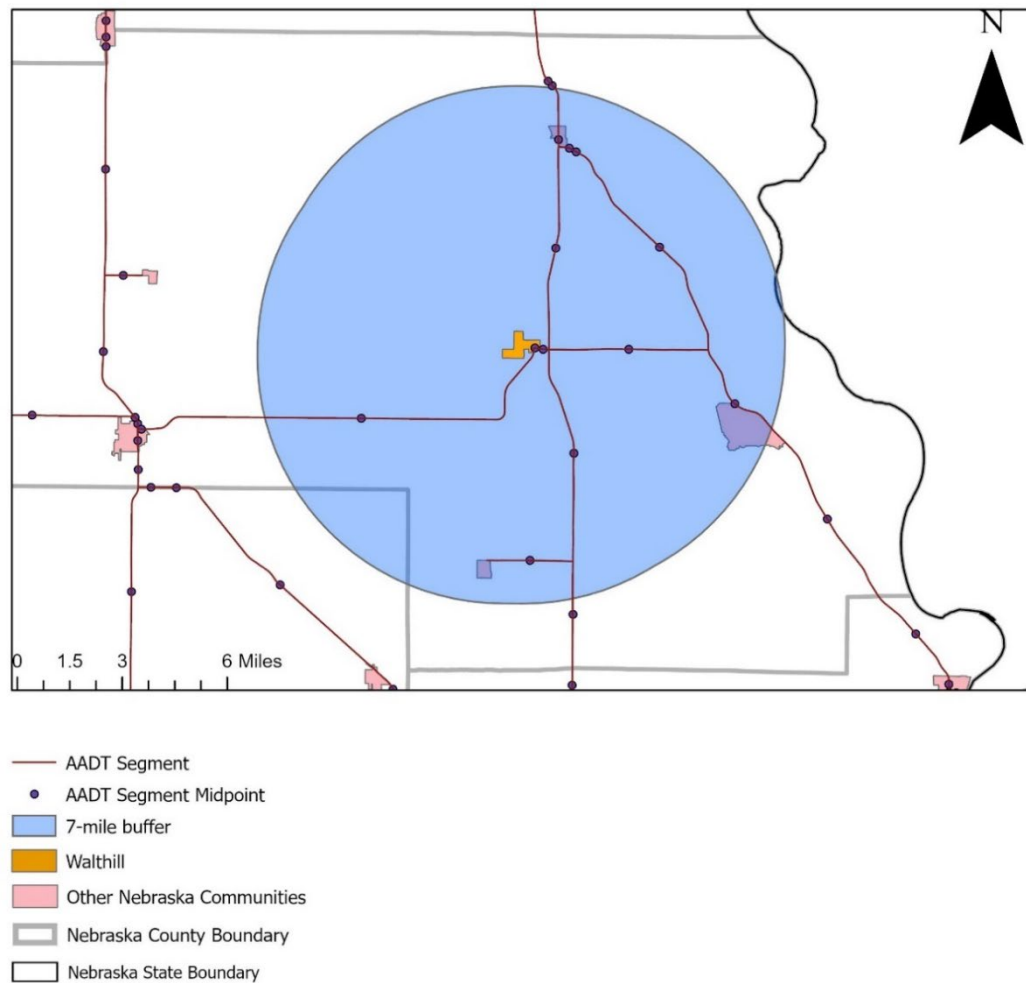 N
0 1.5 3 6 Miles
AADT Segment
AADT Segment Midpoint
7-mile buffer
Walthill
Other Nebraska Communities
Nebraska County Boundary
Nebraska State Boundary